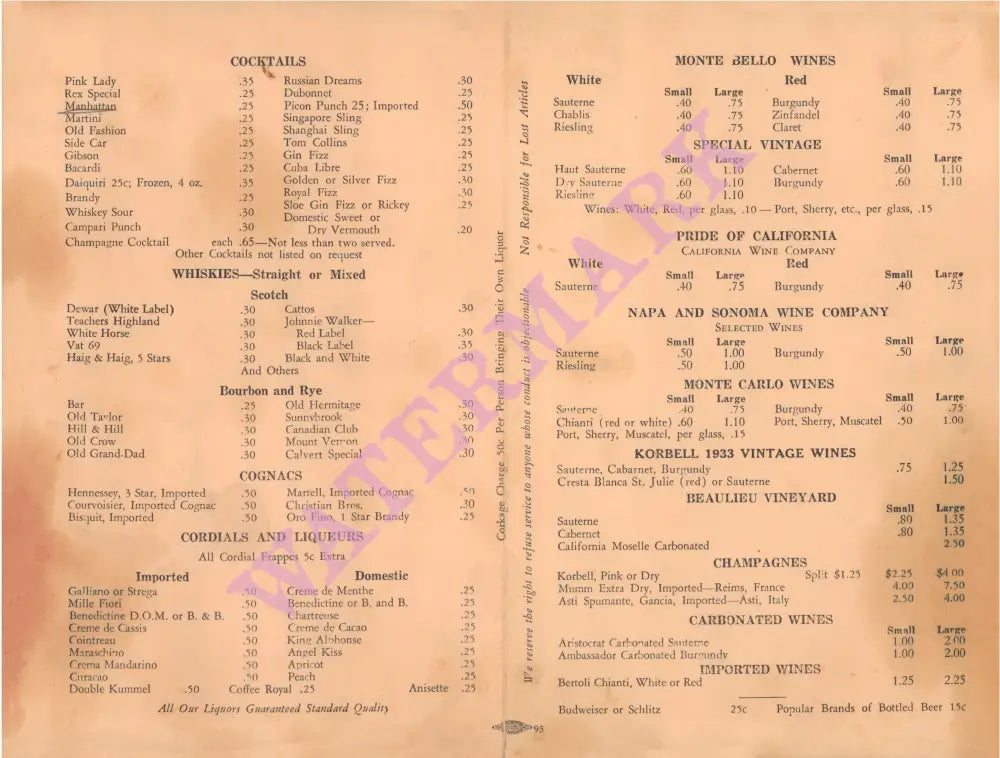 COCKTAILS
Pink Lady .35 Russian Dreams .30
Rex Special .25 Dubonnet .25
Manhattan .25 Picon Punch 25; Imported .50
Martini .25 Singapore Sling .25
Old Fashion .25 Shanghai Sling .25
Side Car .25 Tom Collins .25
Gibson .25 Gin Fizz .25
Bacardi .25 Cuba Libre .25
Daiquiri 25c; Frozen, 4 oz. .35 Golden or Silver Fizz .30
Brandy .25 Royal Fizz .30
Whiskey Sour .30 Sloe Gin Fizz or Rickey .25
Campari Punch .30 Domestic Sweet or
Dry Vermouth .20
Champagne Cocktail each .65—Not less than two served.
Other Cocktails not listed on request
WHISKIES—Straight or Mixed
Scotch
Dewar (White Label) .30 Cattos .30
Teachers Highland .30 Johnnie Walker—
White Horse .30 Red Label .30
Vat 69 .30 Black Label .35
Haig & Haig, 5 Stars .30 Black and White .30
And Others
Bourbon and Rye
Bar .25 Old Hermitage .30
Old Taylor .30 Sunnybrook .30
Hill & Hill .30 Canadian Club .30
Old Crow .30 Mount Vernon .30
Old Grand-Dad .30 Calvert Special .30
COGNACS
Hennessey, 3 Star, Imported .50 Martell, Imported Cognac .50
Courvoisier, Imported Cognac .50 Christian Bros. .30
Bisquit, Imported .50 Oro Fino, 1 Star Brandy .25
CORDIALS AND LIQUEURS
All Cordial Frappes 5c Extra
Imported Domestic
Galliano or Strega .50 Creme de Menthe .25
Mille Fiori .50 Benedictine or B. and B. .25
Benedictine D.O.M. or B. & B. .50 Chartreuse .25
Creme de Cassis .50 Creme de Cacao .25
Cointreau .50 King Alphonse .25
Maraschino .50 Angel Kiss .25
Crema Mandarino .50 Apricot .25
Curacao .50 Peach .25
Double Kummel .50 Coffee Royal .25 Anisette .25
All Our Liquors Guaranteed Standard Quality
Corkage Charge 50c Per Person Bringing Their Own Liquor
We reserve the right to refuse service to anyone whose conduct is objectionable
Not Responsible for Lost Articles
95
MONTE BELLO WINES
White Red
Small Large Small Large
Sauterne .40 .75 Burgundy .40 .75
Chablis .40 .75 Zinfandel .40 .75
Riesling .40 .75 Claret .40 .75
SPECIAL VINTAGE
Small Large Small Large
Haut Sauterne .60 1.10 Cabernet .60 1.10
Dry Sauterne .60 1.10 Burgundy .60 1.10
Riesling .60 1.10
Wines: White, Red, per glass, .10 — Port, Sherry, etc., per glass, .15
PRIDE OF CALIFORNIA
CALIFORNIA WINE COMPANY
White Red
Small Large Small Large
Sauterne .40 .75 Burgundy .40 .75
NAPA AND SONOMA WINE COMPANY
SELECTED WINES
Small Large Small Large
Sauterne .50 1.00 Burgundy .50 1.00
Riesling .50 1.00
MONTE CARLO WINES
Small Large Small Large
Sauterne .40 .75 Burgundy .40 .75
Chianti (red or white) .60 1.10 Port, Sherry, Muscatel .50 1.00
Port, Sherry, Muscatel, per glass, .15
KORBELL 1933 VINTAGE WINES
Sauterne, Cabarnet, Burgundy .75 1.25
Cresta Blanca St. Julie (red) or Sauterne 1.50
BEAULIEU VINEYARD
Small Large
Sauterne .80 1.35
Cabernet .80 1.35
California Moselle Carbonated 2.50
CHAMPAGNES
Korbell, Pink or Dry Split $1.25 $2.25 $4.00
Mumm Extra Dry, Imported—Reims, France 4.00 7.50
Asti Spumante, Gancia, Imported—Asti, Italy 2.50 4.00
CARBONATED WINES
Small Large
Aristocrat Carbonated Sauterne 1.00 2.00
Ambassador Carbonated Burgundy 1.00 2.00
IMPORTED WINES
Bertoli Chianti, White or Red 1.25 2.25
Budweiser or Schlitz 25c Popular Brands of Bottled Beer 15c
WATERMARK